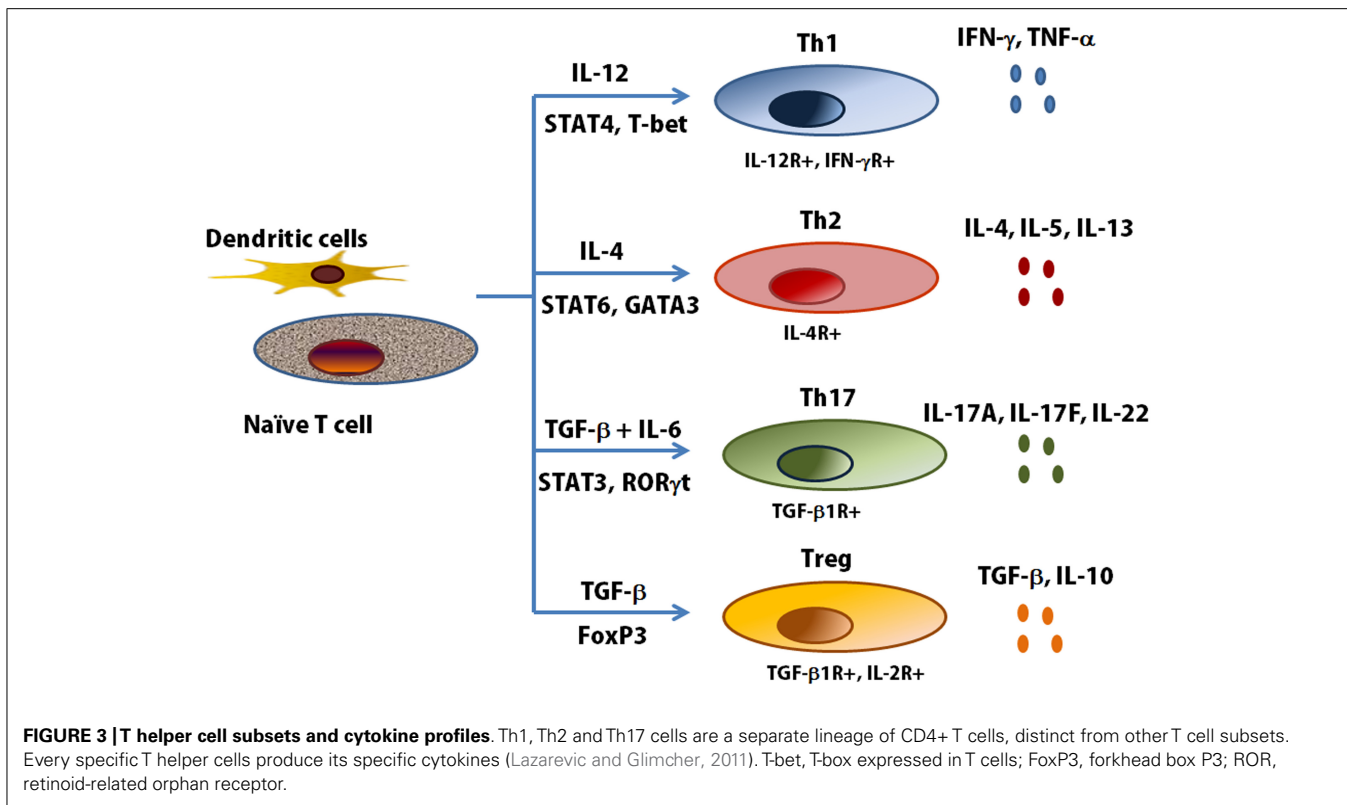 Th1
IFN-γ, TNF-α
IL-12
STAT4, T-bet
IL-12R+, IFN-γR+
Th2
IL-4, IL-5, IL-13
Dendritic cells
IL-4
STAT6, GATA3
IL-4R+
Naïve T cell
Th17
IL-17A, IL-17F, IL-22
TGF-β + IL-6
STAT3, RORγt
TGF-β1R+
Treg
TGF-β, IL-10
TGF-β
FoxP3
TGF-β1R+, IL-2R+
FIGURE 3 | T helper cell subsets and cytokine profiles. Th1, Th2 and Th17 cells are a separate lineage of CD4+ T cells, distinct from other T cell subsets.
Every specific T helper cells produce its specific cytokines (Lazarevic and Glimcher, 2011). T-bet, T-box expressed in T cells; FoxP3, forkhead box P3; ROR,
retinoid-related orphan receptor.